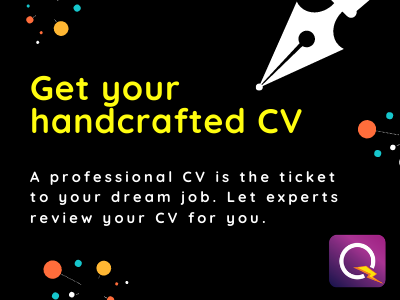 Get your
handcrafted CV
A professional CV is the ticket
to your dream job. Let experts
review your CV for you.